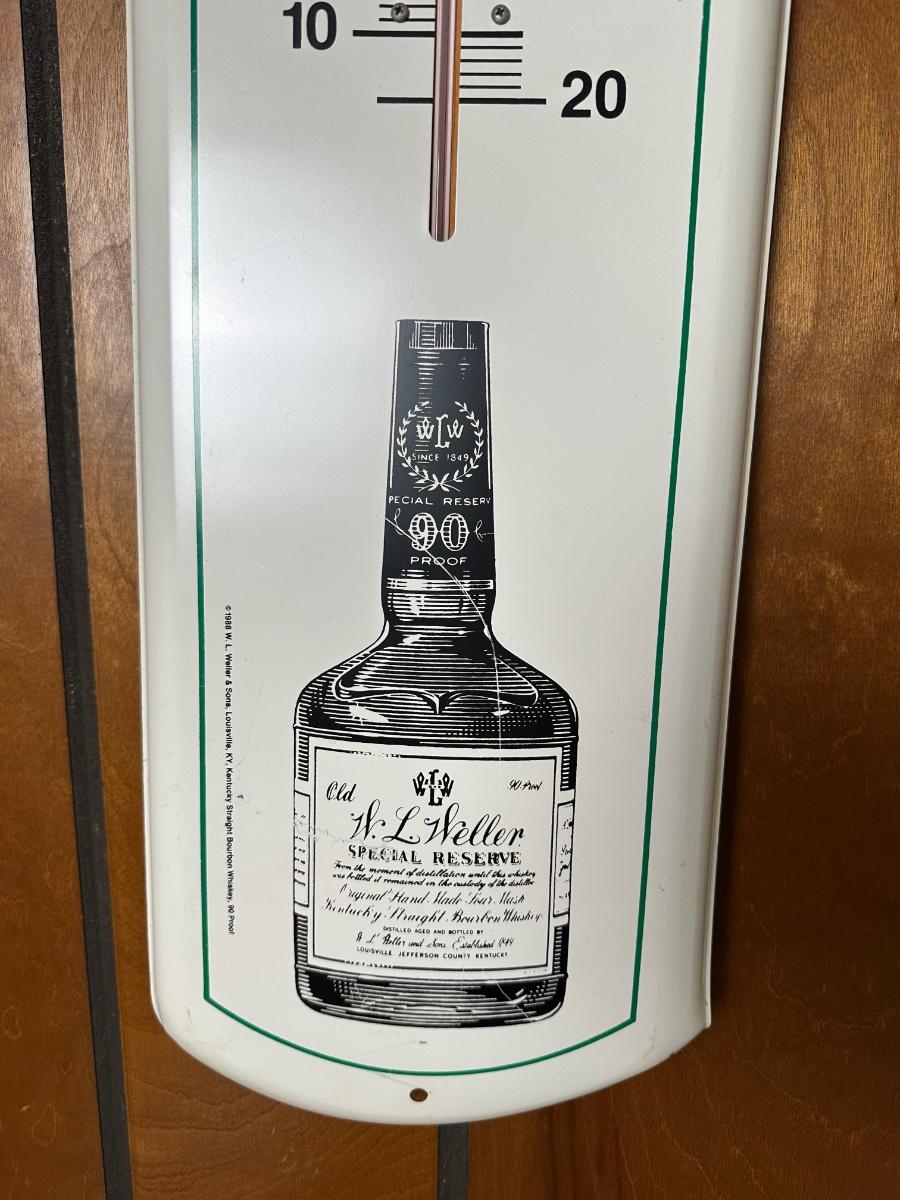 10
20
WLW
SINCE 1849
PECIAL RESERV
90
PROOF
© 1988 W. L. Weller & Sons, Louisville, KY, Kentucky Straight Bourbon Whiskey, 90 Proof
WLW
Old
90 Proof
W. L. Weller
SPECIAL RESERVE
From the moment of distillation until this whiskey
was bottled it remained in the custody of the distiller
Original Hand Made Sour Mash
Kentucky Straight Bourbon Whiskey
DISTILLED AGED AND BOTTLED BY
W. L. Weller and Sons Established 1849
LOUISVILLE, JEFFERSON COUNTY, KENTUCKY